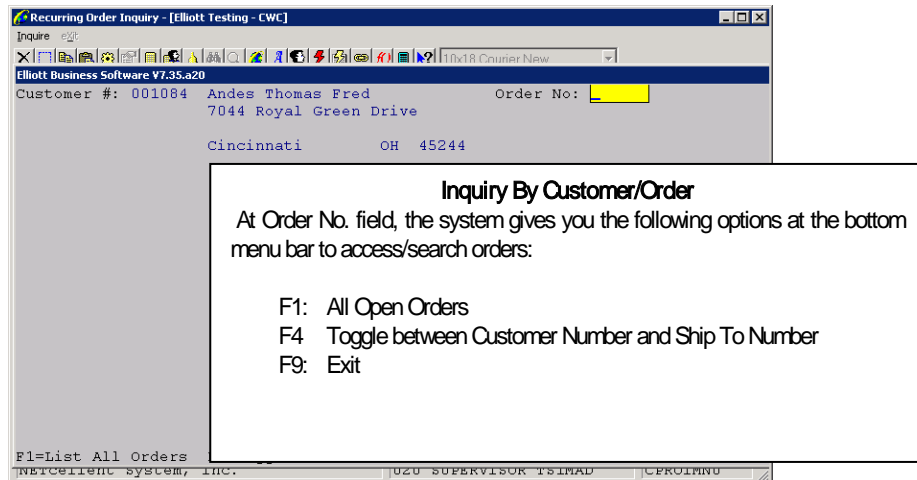 Recurring Order Inquiry - [Elliott Testing - CWC]
Inquire eXit
10x18 Courier New
Elliott Business Software V7.35.a20
Customer #: 001084 Andes Thomas Fred Order No:
7044 Royal Green Drive
Cincinnati OH 45244
Inquiry By Customer/Order
At Order No. field, the system gives you the following options at the bottom
menu bar to access/search orders:
F1: All Open Orders
F4 Toggle between Customer Number and Ship To Number
F9: Exit
F1=List All Orders
NETcellent System, Inc. 020 SUPERVISOR TSIMAD CPROIMNU